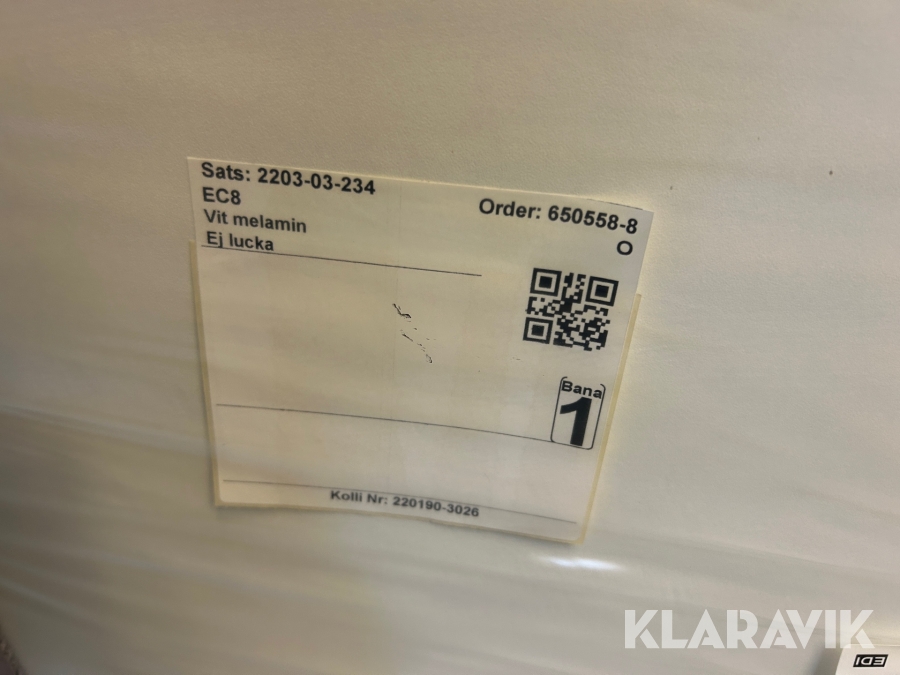 Sats: 2203-03-234
EC8
Order: 650558-8
Vit melamin
O
Ej lucka
Bana
1
Kolli Nr: 220190-3026
KLARAVIK
EDI